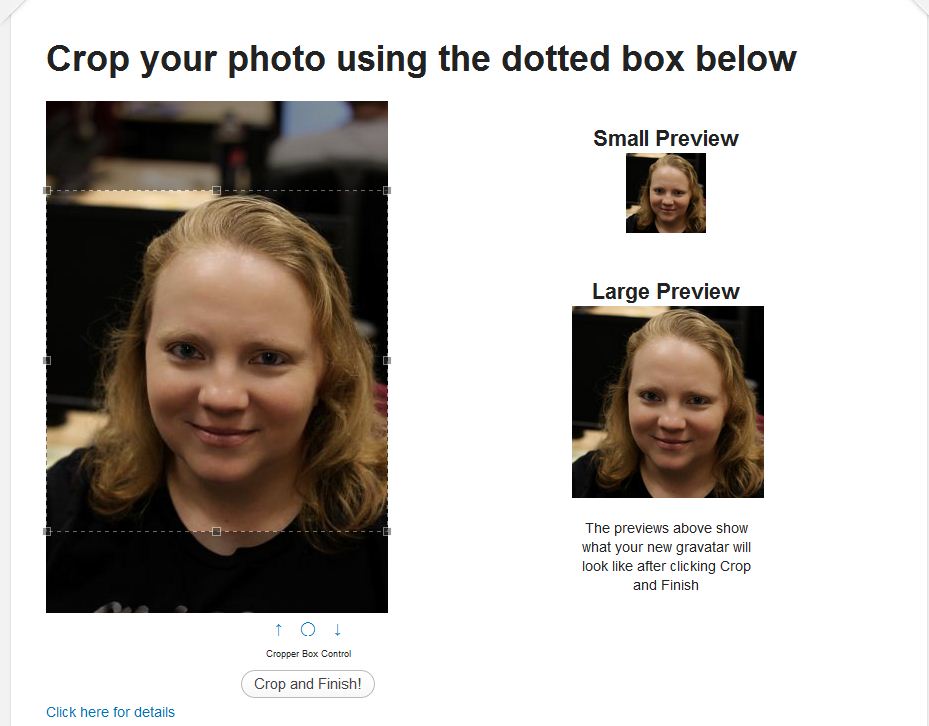 Crop your photo using the dotted box below
Small Preview
Large Preview
The previews above show
what your new gravatar will
look like after clicking Crop
and Finish
↑ ↓
Cropper Box Control
Crop and Finish!
Click here for details